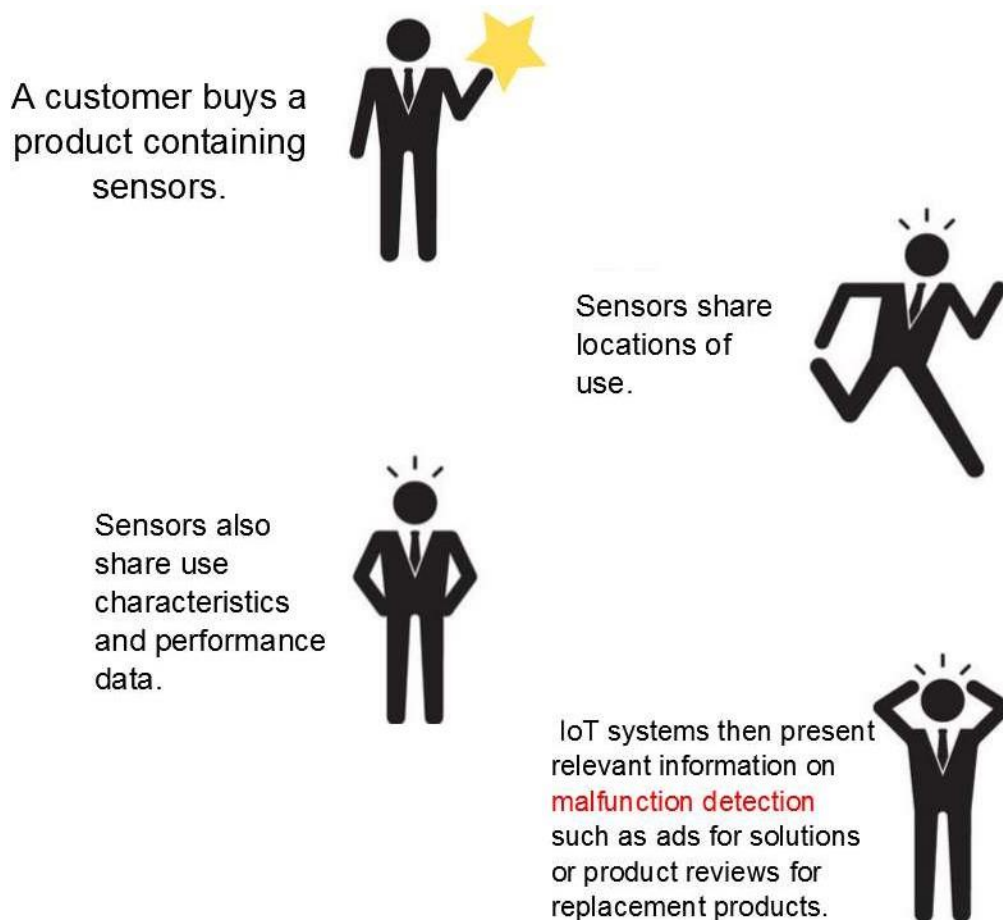 A customer buys a
product containing
sensors.
Sensors share
locations of
use.
Sensors also
share use
characteristics
and performance
data.
IoT systems then present
relevant information on
malfunction detection
such as ads for solutions
or product reviews for
replacement products.